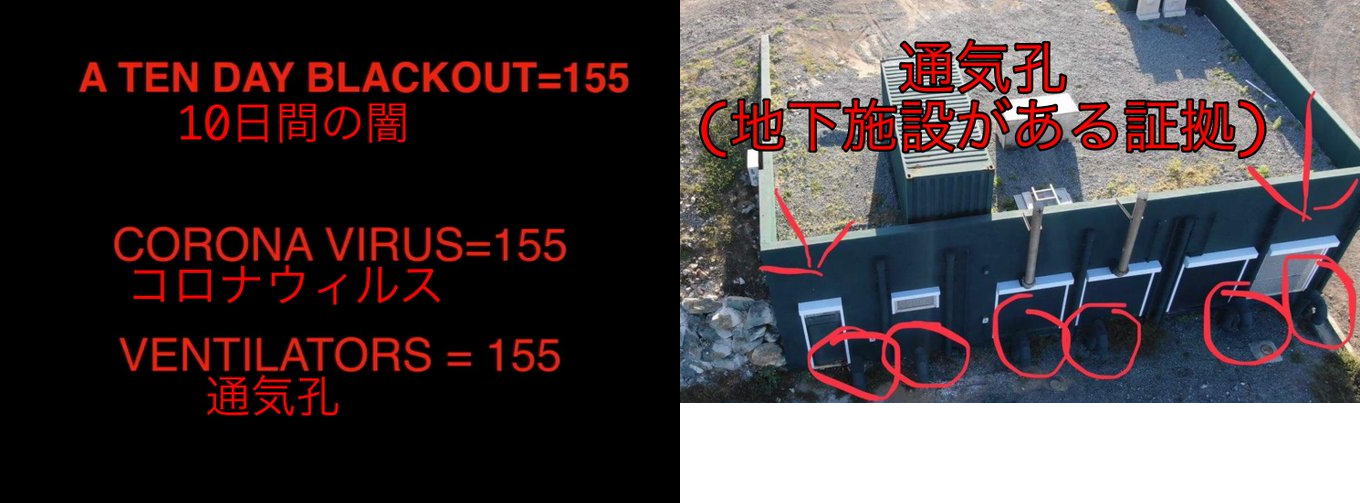 A TEN DAY BLACKOUT=155
10日間の闇
CORONA VIRUS=155
コロナウィルス
VENTILATORS = 155
通気孔
通気孔
(地下施設がある証拠)